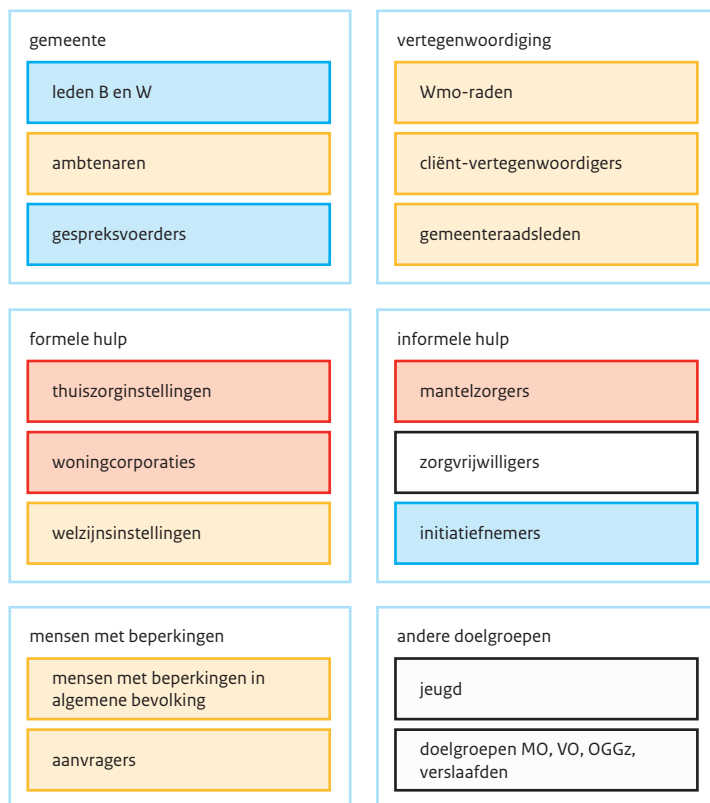 gemeente
leden B en W
ambtenaren
gespreksvoerders
vertegenwoordiging
Wmo-raden
cliënt-vertegenwoordigers
gemeenteraadsleden
formele hulp
thuiszorginstellingen
woningcorporaties
welzijnsinstellingen
informele hulp
mantelzorgers
zorgvrijwilligers
initiatiefnemers
mensen met beperkingen
mensen met beperkingen in
algemene bevolking
aanvragers
andere doelgroepen
jeugd
doelgroepen MO, VO, OGGz,
verslaafden